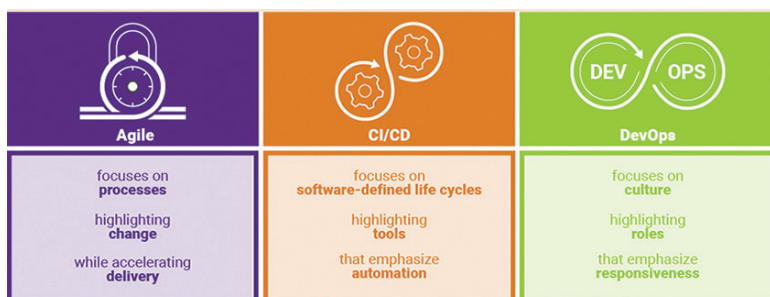 DEV OPS
Agile
CI/CD
DevOps
focuses on
processes
highlighting
change
while accelerating
delivery
focuses on
software-defined life cycles
highlighting
tools
that emphasize
automation
focuses on
culture
highlighting
roles
that emphasize
responsiveness